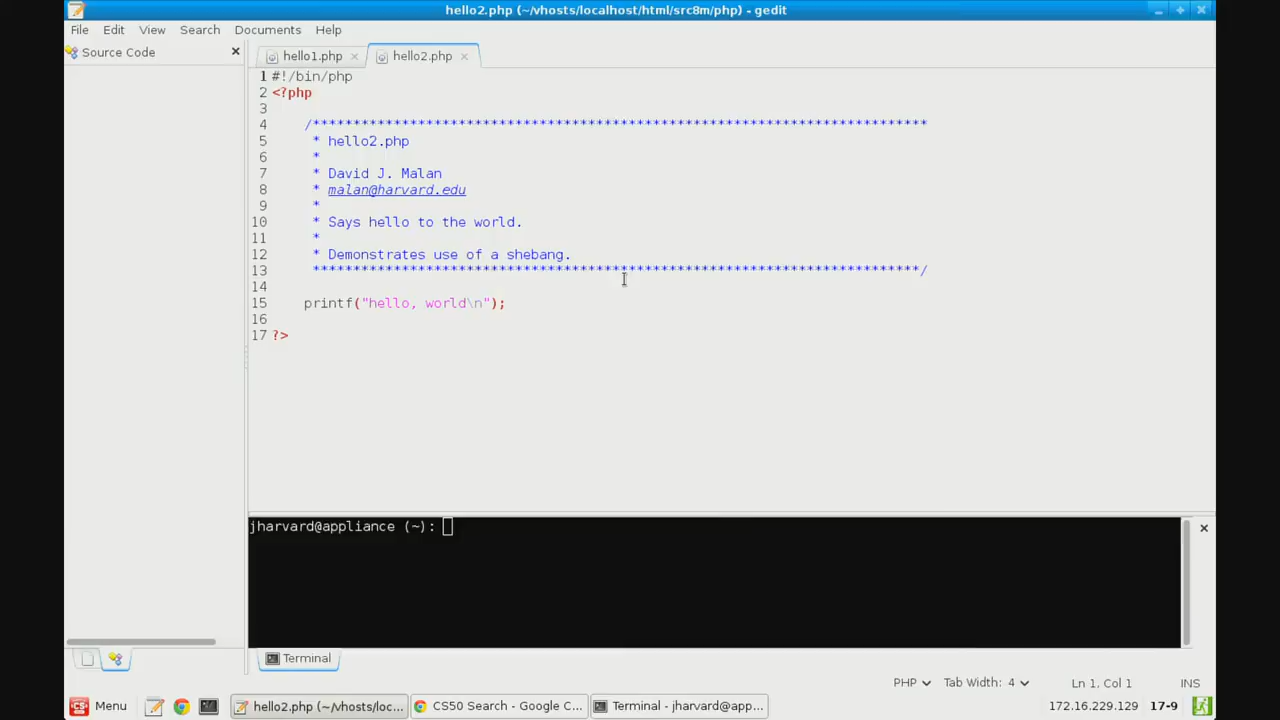 hello2.php (~/vhosts/localhost/html/src8m/php) - gedit
File Edit View Search Documents Help
Source Code
hello1.php hello2.php
1 #!/bin/php
2 <?php
3
4 /****************************************************************************
5 * hello2.php
6 *
7 * David J. Malan
8 * malan@harvard.edu
9 *
10 * Says hello to the world.
11 *
12 * Demonstrates use of a shebang.
13 ***************************************************************************/
14
15 printf("hello, world\n");
16
17 ?>
jharvard@appliance (~):
Terminal
PHP Tab Width: 4 Ln 1, Col 1 INS
Menu hello2.php (~/vhosts/loc... CS50 Search - Google C... Terminal - jharvard@app... 172.16.229.129 17-9